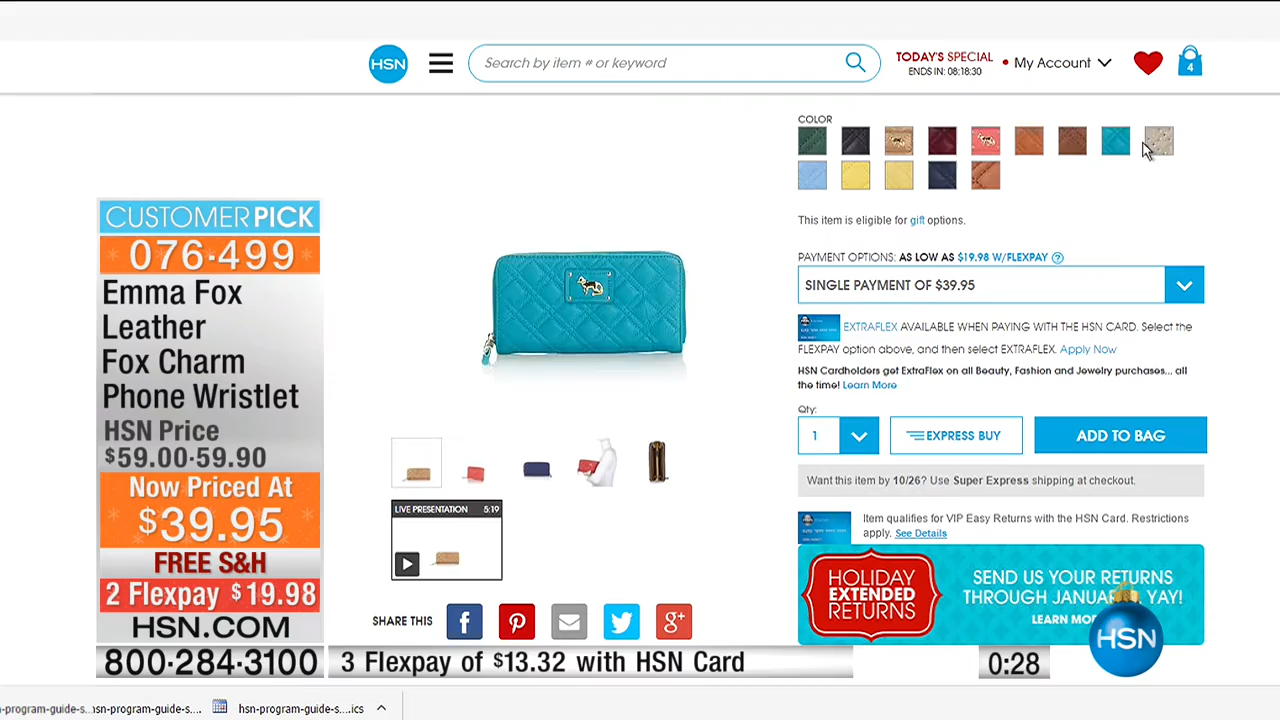 HSN
Search by item # or keyword
TODAY'S SPECIAL
ENDS IN: 08:18:30
My Account
4
COLOR
This item is eligible for gift options.
PAYMENT OPTIONS: AS LOW AS $19.98 W/FLEXPAY ?
SINGLE PAYMENT OF $39.95
EXTRAFLEX AVAILABLE WHEN PAYING WITH THE HSN CARD. Select the
FLEXPAY option above, and then select EXTRAFLEX. Apply Now
HSN Cardholders get ExtraFlex on all Beauty, Fashion and Jewelry purchases... all
the time! Learn More
Qty:
1
EXPRESS BUY
ADD TO BAG
Want this item by 10/26? Use Super Express shipping at checkout.
Item qualifies for VIP Easy Returns with the HSN Card. Restrictions
apply. See Details
HOLIDAY
EXTENDED
RETURNS
SEND US YOUR RETURNS
THROUGH YAY!
LEARN
HSN
CUSTOMER PICK
076·499
Emma Fox
Leather
Fox Charm
Phone Wristlet
HSN Price
$59.00-59.90
Now Priced At
$39.95
FREE S&H
2 Flexpay $19.98
HSN.COM
800·284·3100
LIVE PRESENTATION 5:19
SHARE THIS
f
g+
3 Flexpay of $13.32 with HSN Card
0:28
-program-guide-s...
hsn-program-guide-s....
hsn-program-guide-s....ics